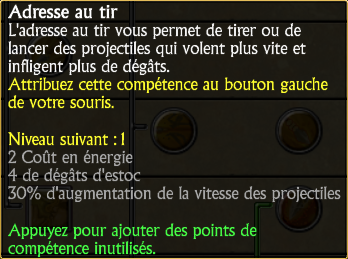 Adresse au tir
L'adresse au tir vous permet de tirer ou de
lancer des projectiles qui volent plus vite et
infligent plus de dégâts.
Attribuez cette compétence au bouton gauche
de votre souris.
Niveau suivant : 1
2 Coût en énergie
4 de dégâts d'estoc
30% d'augmentation de la vitesse des projectiles
Appuyez pour ajouter des points de
compétence inutilisés.